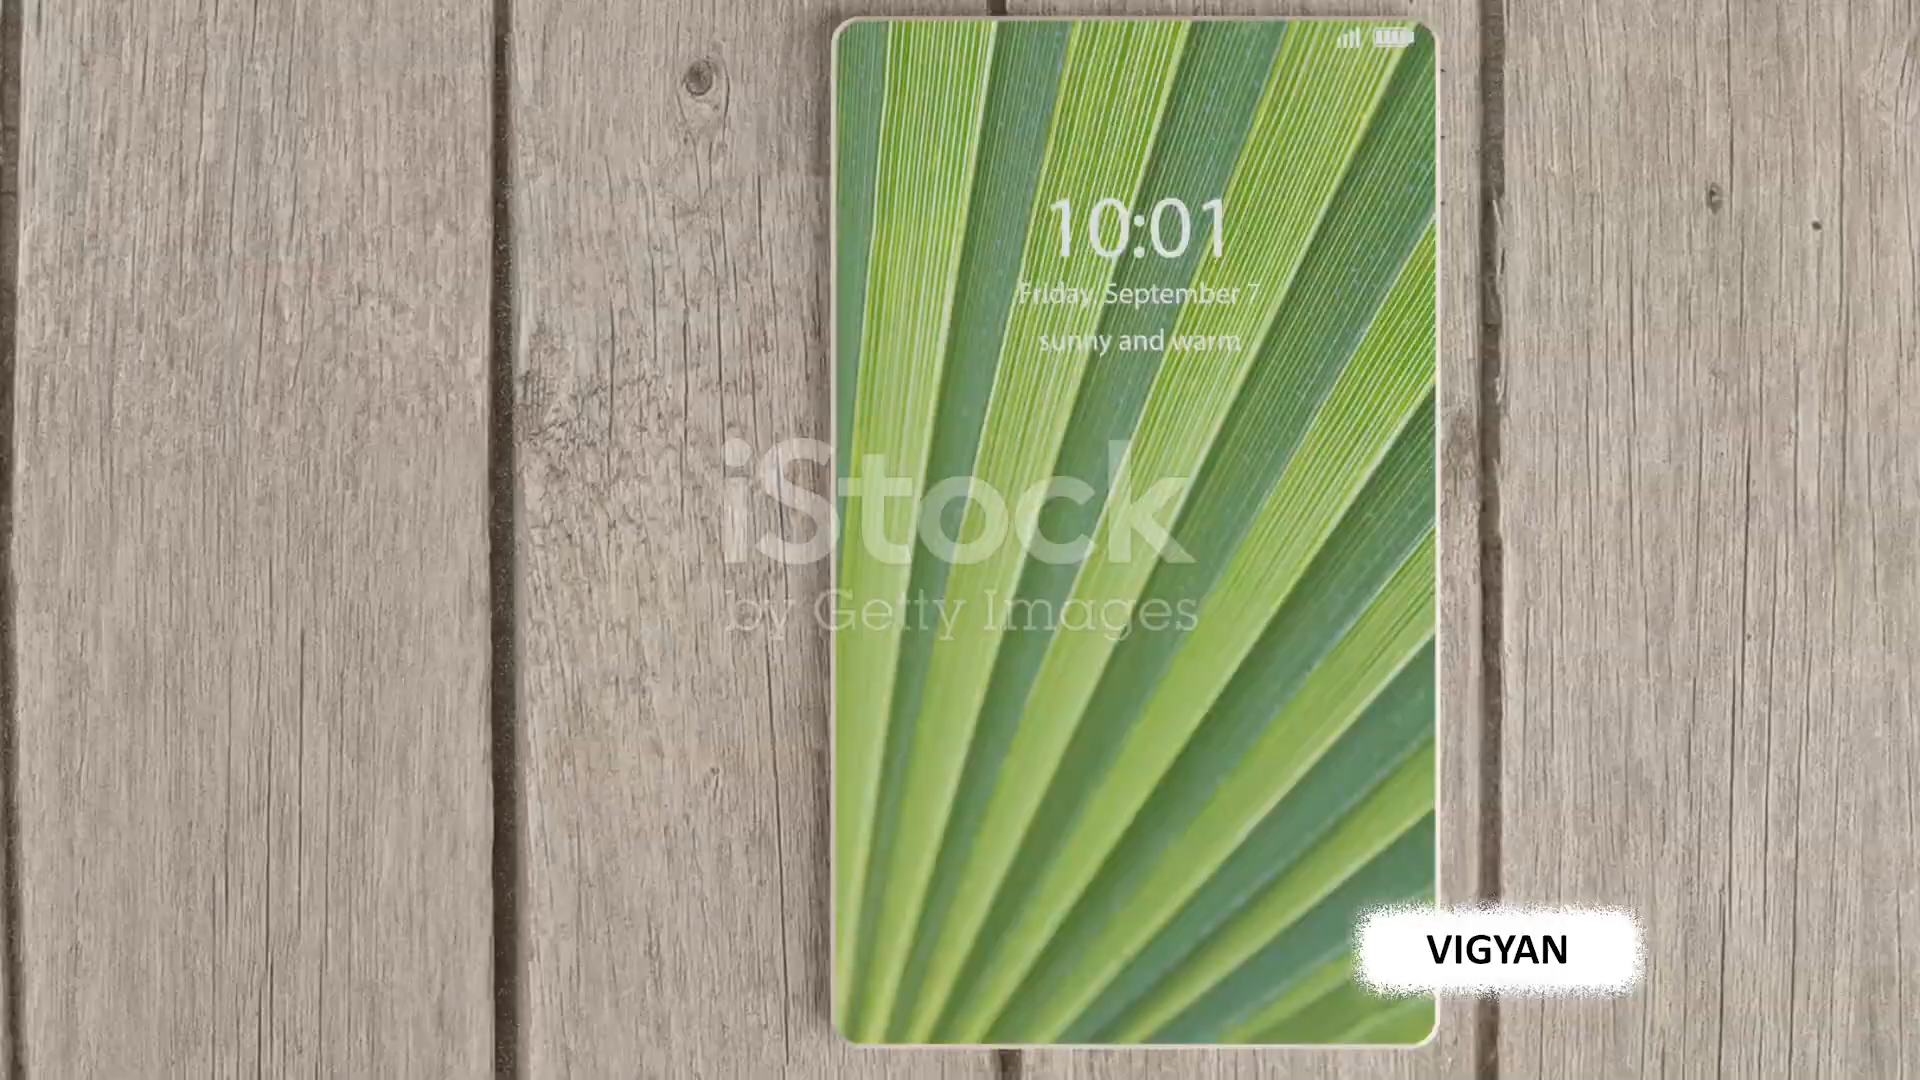 10:01
Friday, September 7
sunny and warm
iStock
by Getty Images
VIGYAN